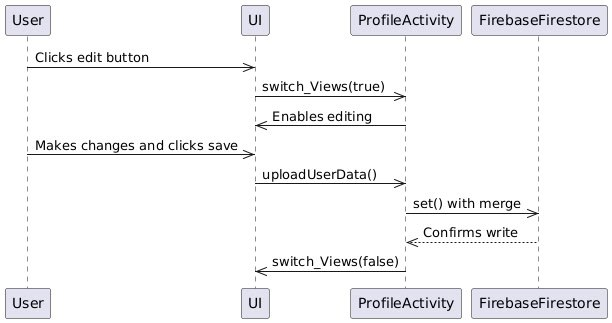 User UI ProfileActivity FirebaseFirestore
Clicks edit button
switch_Views(true)
Enables editing
Makes changes and clicks save
uploadUserData()
set() with merge
Confirms write
switch_Views(false)
User UI ProfileActivity FirebaseFirestore